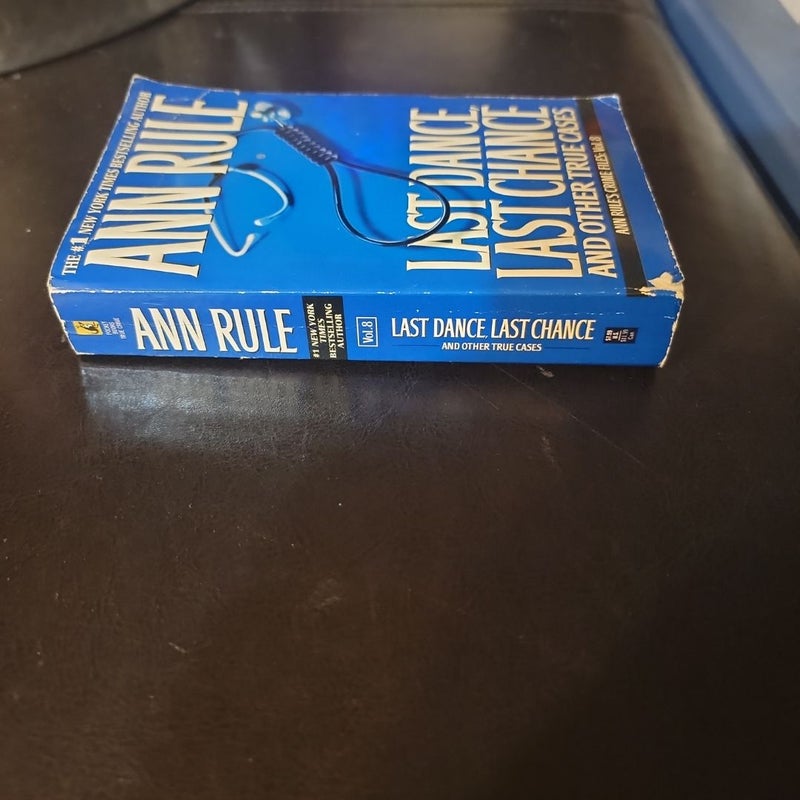 THE #1 NEW YORK TIMES BESTSELLING AUTHOR
ANN RULE
LAST DANCE,
LAST CHANCE
AND OTHER TRUE CASES
ANN RULE'S CRIME FILES: Vol.8
ANN RULE
#1 NEW YORK
TIMES
BESTSELLING
AUTHOR
Vol.8
LAST DANCE, LAST CHANCE
AND OTHER TRUE CASES